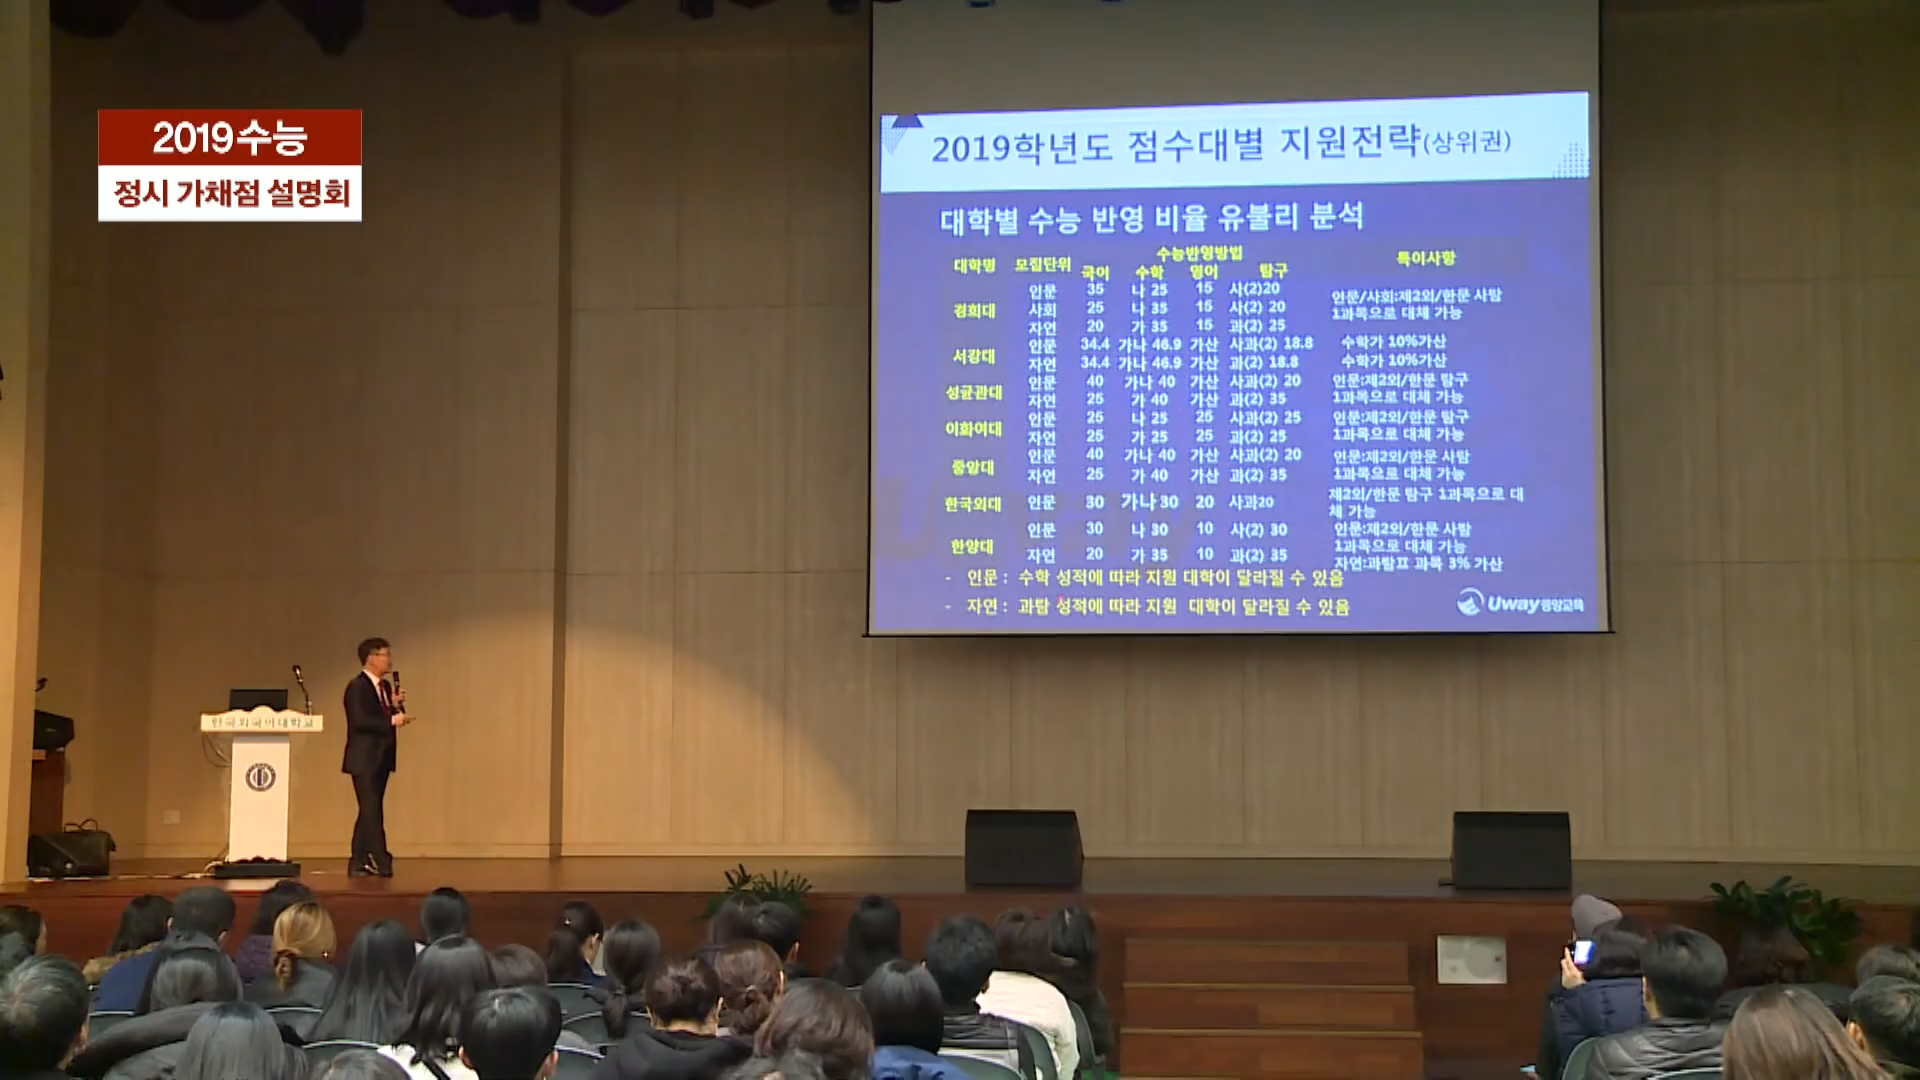 2019수능
정시 가채점 설명회
2019학년도 점수대별 지원전략(상위권)
대학별 수능 반영 비율 유불리 분석
대학명 모집단위 수능반영방법 특이사항
국어 수학 영어 탐구
경희대 인문 35 나 25 15 사(2)20 인문/사회:제2외/한문 사탐
사회 25 나 35 15 사(2) 20 1과목으로 대체 가능
자연 20 가 35 15 과(2) 25
서강대 인문 34.4 가나 46.9 가산 사과(2) 18.8 수학가 10%가산
자연 34.4 가나 46.9 가산 과(2) 18.8 수학가 10%가산
성균관대 인문 40 가나 40 가산 사과(2) 20 인문:제2외/한문 탐구
자연 25 가 40 가산 과(2) 35 1과목으로 대체 가능
이화여대 인문 25 나 25 25 사과(2) 25 인문:제2외/한문 탐구
자연 25 가 25 25 과(2) 25 1과목으로 대체 가능
중앙대 인문 40 가나 40 가산 사과(2) 20 인문:제2외/한문 사탐
자연 25 가 40 가산 과(2) 35 1과목으로 대체 가능
한국외대 인문 30 가나 30 20 사과20 제2외/한문 탐구 1과목으로 대
체 가능
한양대 인문 30 나 30 10 사(2) 30 인문:제2외/한문 사탐
1과목으로 대체 가능
자연 20 가 35 10 과(2) 35 자연:과탐Ⅱ 과목 3% 가산
- 인문 : 수학 성적에 따라 지원 대학이 달라질 수 있음
- 자연 : 과탐 성적에 따라 지원 대학이 달라질 수 있음
Uway중앙교육
한국외국어대학교